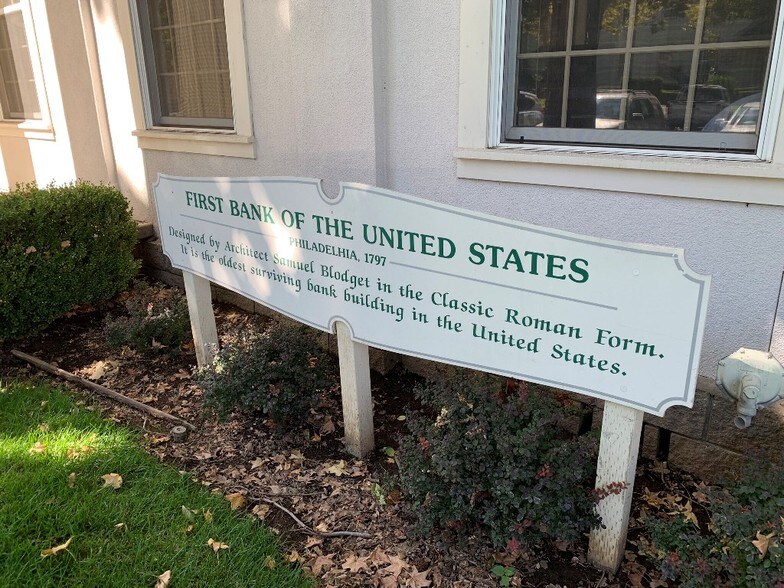 FIRST BANK OF THE UNITED STATES
PHILADELHIA, 1797
Designed by Architect Samuel Blodget in the Classic Roman Form.
It is the oldest surviving bank building in the United States.